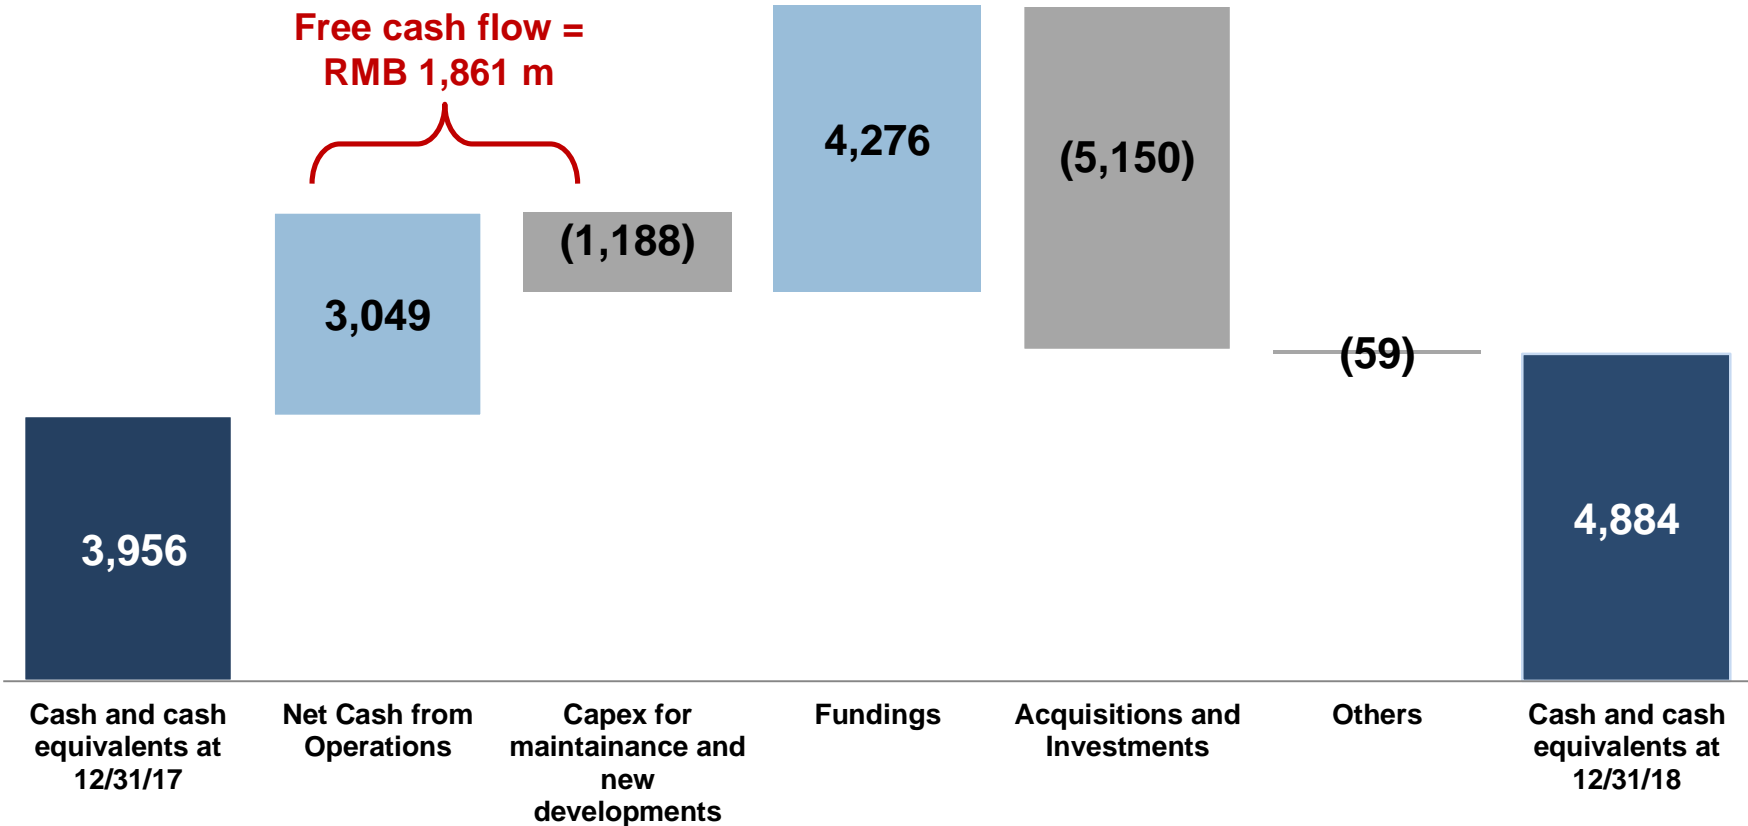 Free cash flow =
RMB 1,861 m
4,276
(5,150)
(1,188)
3,049
(59)
3,956
4,884
Cash and cash
equivalents at
12/31/17
Net Cash from
Operations
Capex for
maintainance and
new
developments
Fundings
Acquisitions and
Investments
Others
Cash and cash
equivalents at
12/31/18